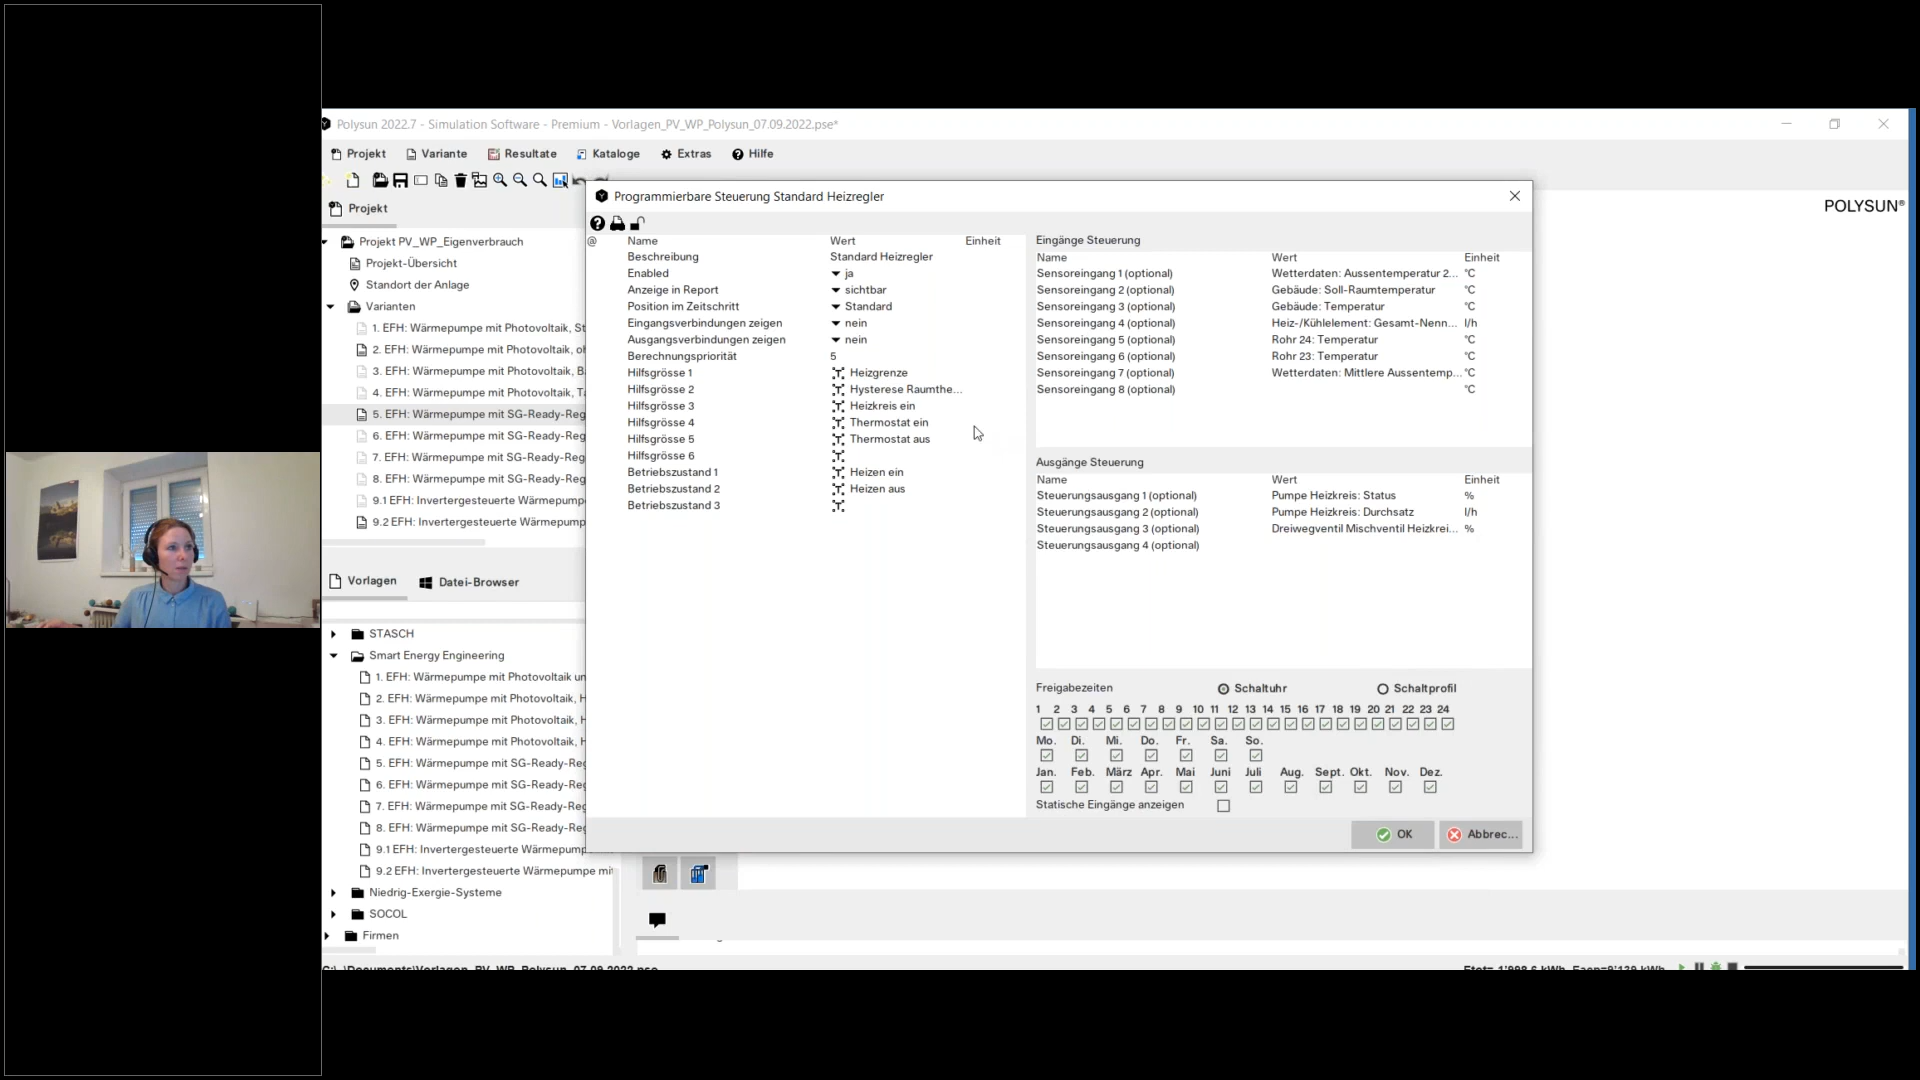 Polysun 2022.7 - Simulation Software - Premium - Vorlagen_PV_WP_Polysun_07.09.2022.pse*
Projekt Variante Resultate Kataloge Extras Hilfe
POLYSUN®
Projekt
Projekt PV_WP_Eigenverbrauch
Projekt-Übersicht
Standort der Anlage
Varianten
1. EFH: Wärmepumpe mit Photovoltaik, St
2. EFH: Wärmepumpe mit Photovoltaik, oh
3. EFH: Wärmepumpe mit Photovoltaik, B
4. EFH: Wärmepumpe mit Photovoltaik, Ta
5. EFH: Wärmepumpe mit SG-Ready-Reg
6. EFH: Wärmepumpe mit SG-Ready-Reg
7. EFH: Wärmepumpe mit SG-Ready-Reg
8. EFH: Wärmepumpe mit SG-Ready-Reg
9.1 EFH: Invertergesteuerte Wärmepump
9.2 EFH: Invertergesteuerte Wärmepump
Vorlagen Datei-Browser
STASCH
Smart Energy Engineering
1. EFH: Wärmepumpe mit Photovoltaik un
2. EFH: Wärmepumpe mit Photovoltaik, H
3. EFH: Wärmepumpe mit Photovoltaik, H
4. EFH: Wärmepumpe mit Photovoltaik, H
5. EFH: Wärmepumpe mit SG-Ready-Reg
6. EFH: Wärmepumpe mit SG-Ready-Reg
7. EFH: Wärmepumpe mit SG-Ready-Reg
8. EFH: Wärmepumpe mit SG-Ready-Reg
9.1 EFH: Invertergesteuerte Wärmepump
9.2 EFH: Invertergesteuerte Wärmepumpe mit
Niedrig-Exergie-Systeme
SOCOL
Firmen
Programmierbare Steuerung Standard Heizregler
@ Name Wert Einheit
Beschreibung Standard Heizregler
Enabled ja
Anzeige in Report sichtbar
Position im Zeitschritt Standard
Eingangsverbindungen zeigen nein
Ausgangsverbindungen zeigen nein
Berechnungspriorität 5
Hilfsgrösse 1 Heizgrenze
Hilfsgrösse 2 Hysterese Raumthe...
Hilfsgrösse 3 Heizkreis ein
Hilfsgrösse 4 Thermostat ein
Hilfsgrösse 5 Thermostat aus
Hilfsgrösse 6
Betriebszustand 1 Heizen ein
Betriebszustand 2 Heizen aus
Betriebszustand 3
Eingänge Steuerung
Name Wert Einheit
Sensoreingang 1 (optional) Wetterdaten: Aussentemperatur 2... °C
Sensoreingang 2 (optional) Gebäude: Soll-Raumtemperatur °C
Sensoreingang 3 (optional) Gebäude: Temperatur °C
Sensoreingang 4 (optional) Heiz-/Kühlelement: Gesamt-Nenn... l/h
Sensoreingang 5 (optional) Rohr 24: Temperatur °C
Sensoreingang 6 (optional) Rohr 23: Temperatur °C
Sensoreingang 7 (optional) Wetterdaten: Mittlere Aussentemp... °C
Sensoreingang 8 (optional) °C
Ausgänge Steuerung
Name Wert Einheit
Steuerungsausgang 1 (optional) Pumpe Heizkreis: Status %
Steuerungsausgang 2 (optional) Pumpe Heizkreis: Durchsatz l/h
Steuerungsausgang 3 (optional) Dreiwegventil Mischventil Heizkrei... %
Steuerungsausgang 4 (optional)
Freigabezeiten Schaltuhr Schaltprofil
1 2 3 4 5 6 7 8 9 10 11 12 13 14 15 16 17 18 19 20 21 22 23 24
Mo. Di. Mi. Do. Fr. Sa. So.
Jan. Feb. März Apr. Mai Juni Juli Aug. Sept. Okt. Nov. Dez.
Statische Eingänge anzeigen
OK Abbrec...